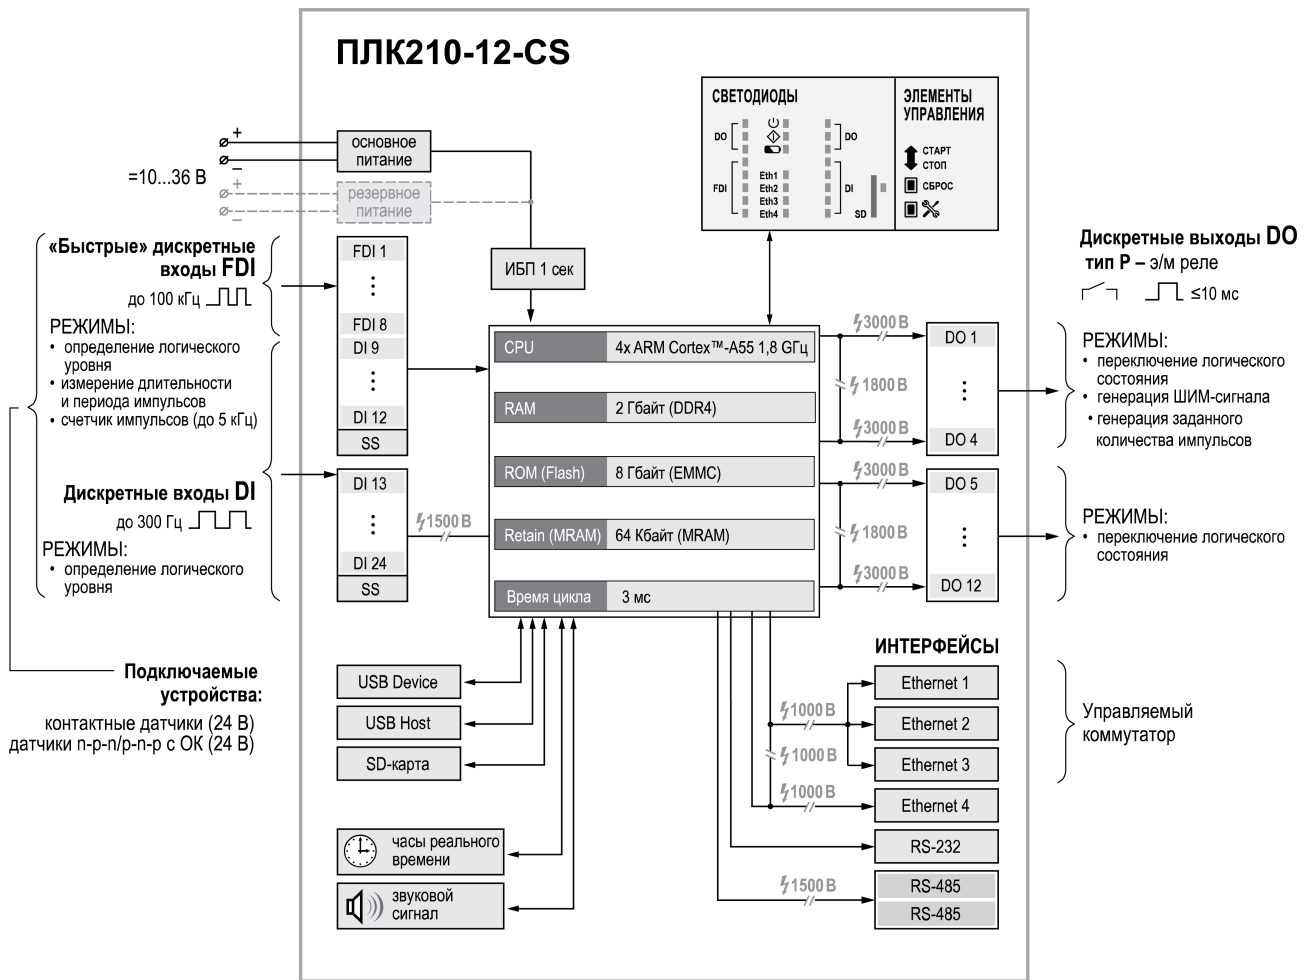 ПЛК210-12-CS
СВЕТОДИОДЫ
DO
DO
FDI
Eth1
Eth2
Eth3
Eth4
DI
SD
ЭЛЕМЕНТЫ
УПРАВЛЕНИЯ
СТАРТ
СТОП
СБРОС
+
–
=10...36 В
+
–
основное
питание
резервное
питание
ИБП 1 сек
«Быстрые» дискретные
входы FDI
до 100 кГц
РЕЖИМЫ:
• определение логического
уровня
• измерение длительности
и периода импульсов
• счетчик импульсов (до 5 кГц)
Дискретные входы DI
до 300 Гц
РЕЖИМЫ:
• определение логического
уровня
Подключаемые
устройства:
контактные датчики (24 В)
датчики n-p-n/p-n-p с ОК (24 В)
FDI 1
FDI 8
DI 9
DI 12
SS
DI 13
DI 24
SS
1500 В
CPU 4x ARM Cortex™-A55 1,8 ГГц
RAM 2 Гбайт (DDR4)
ROM (Flash) 8 Гбайт (EMMC)
Retain (MRAM) 64 Кбайт (MRAM)
Время цикла 3 мс
USB Device
USB Host
SD-карта
часы реального
времени
звуковой
сигнал
3000 В
1800 В
3000 В
3000 В
1800 В
3000 В
DO 1
DO 4
DO 5
DO 12
Дискретные выходы DO
тип Р – э/м реле
≤10 мс
РЕЖИМЫ:
• переключение логического
состояния
• генерация ШИМ-сигнала
• генерация заданного
количества импульсов
РЕЖИМЫ:
• переключение логического
состояния
ИНТЕРФЕЙСЫ
1000 В
1000 В
1000 В
1500 В
Ethernet 1
Ethernet 2
Ethernet 3
Ethernet 4
RS-232
RS-485
RS-485
Управляемый
коммутатор